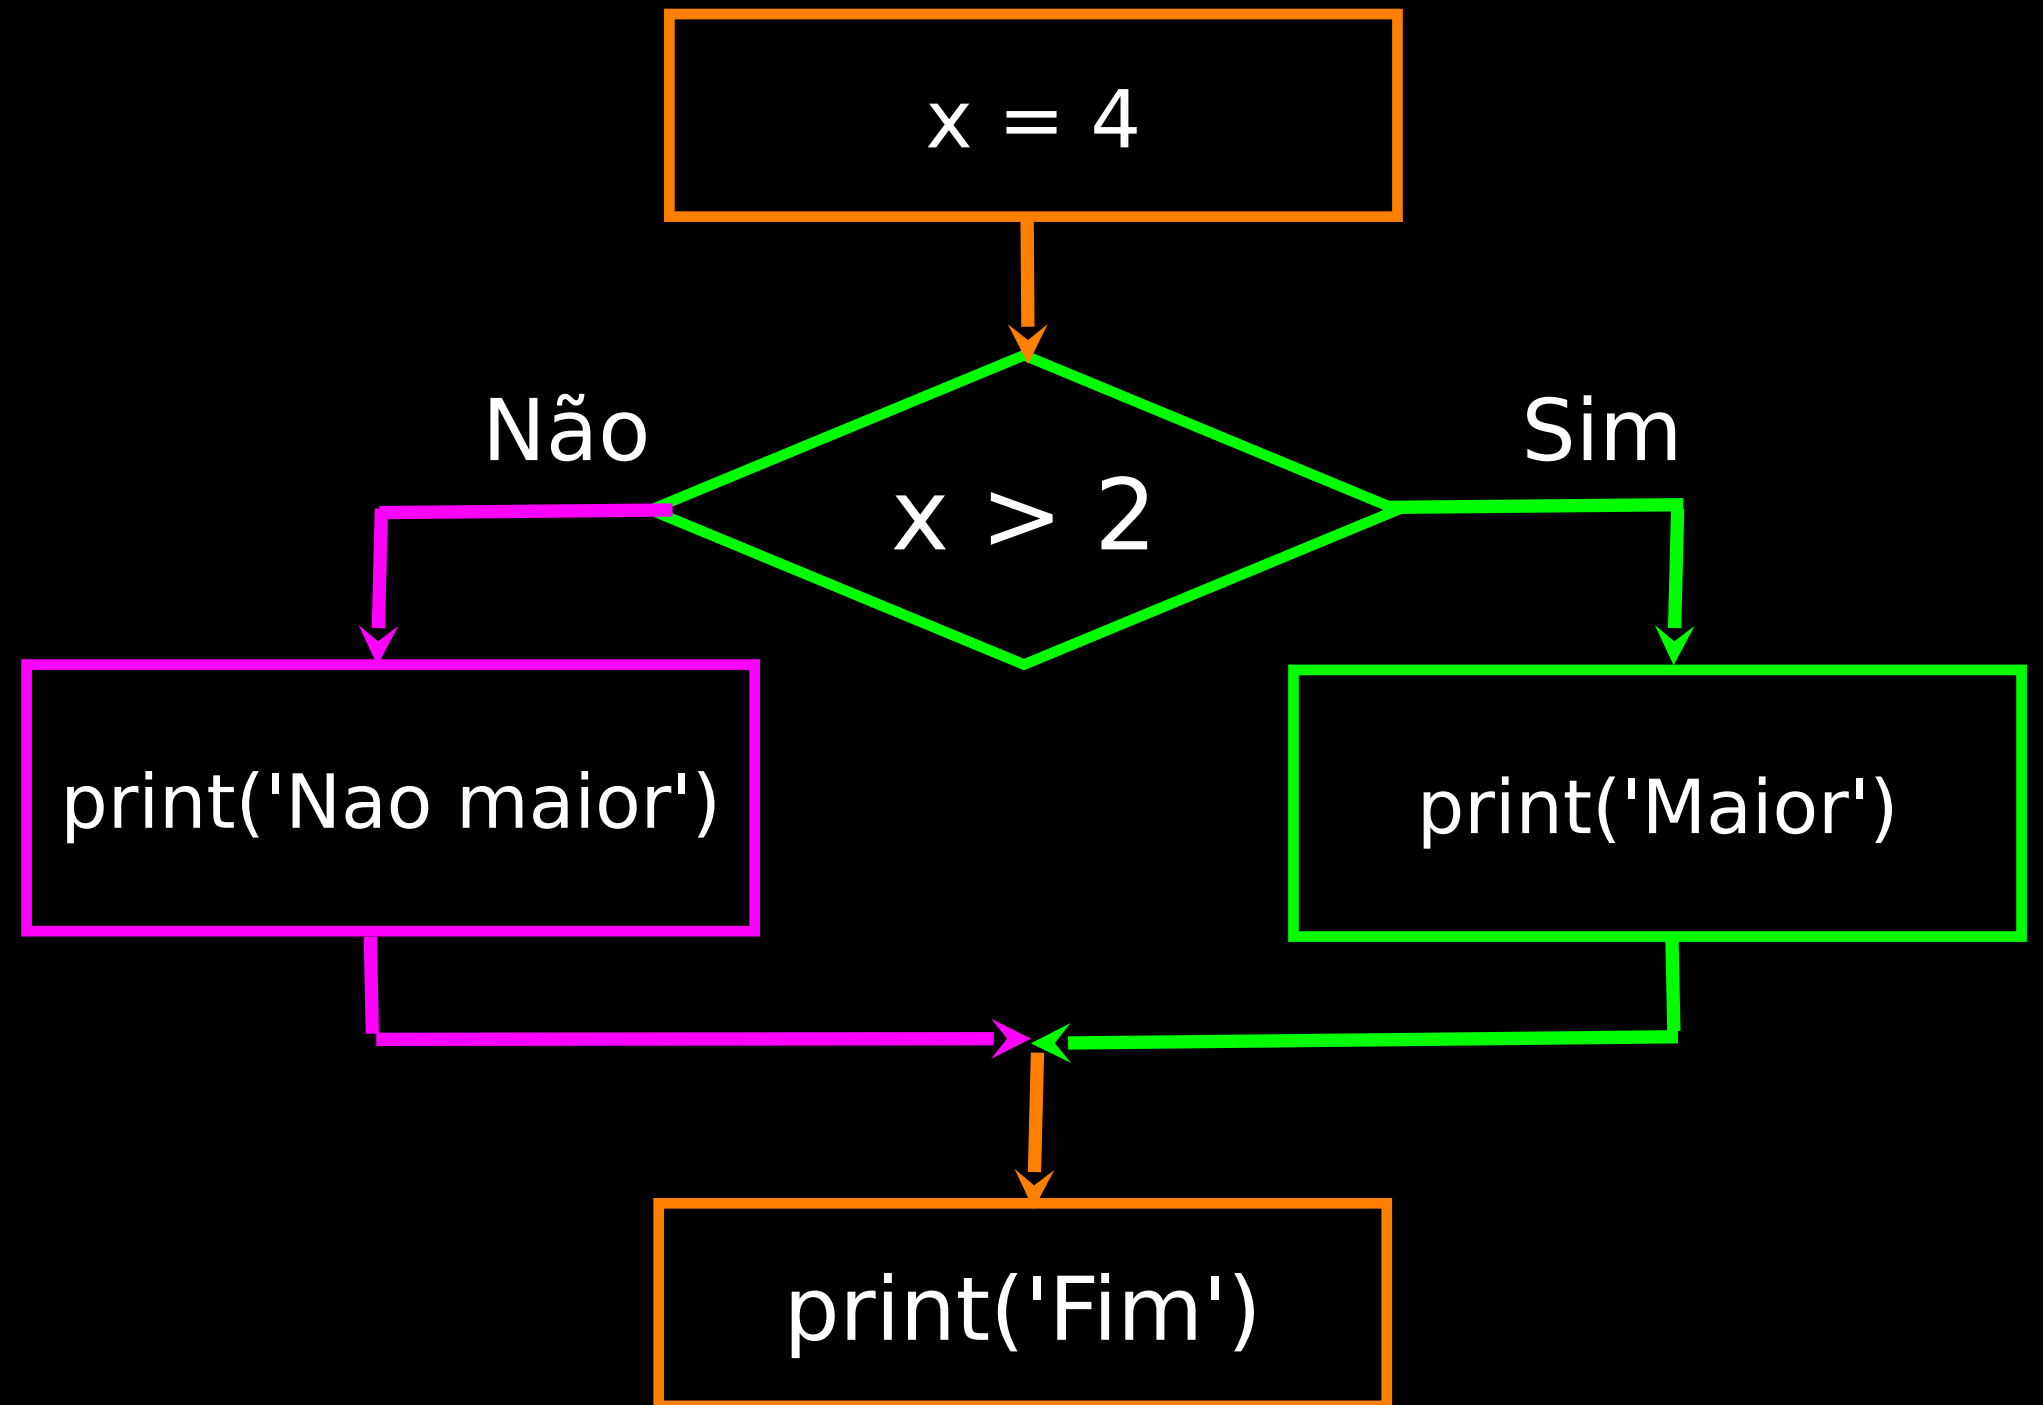 x = 4
Não
Sim
x > 2
print('Nao maior')
print('Maior')
print('Fim')